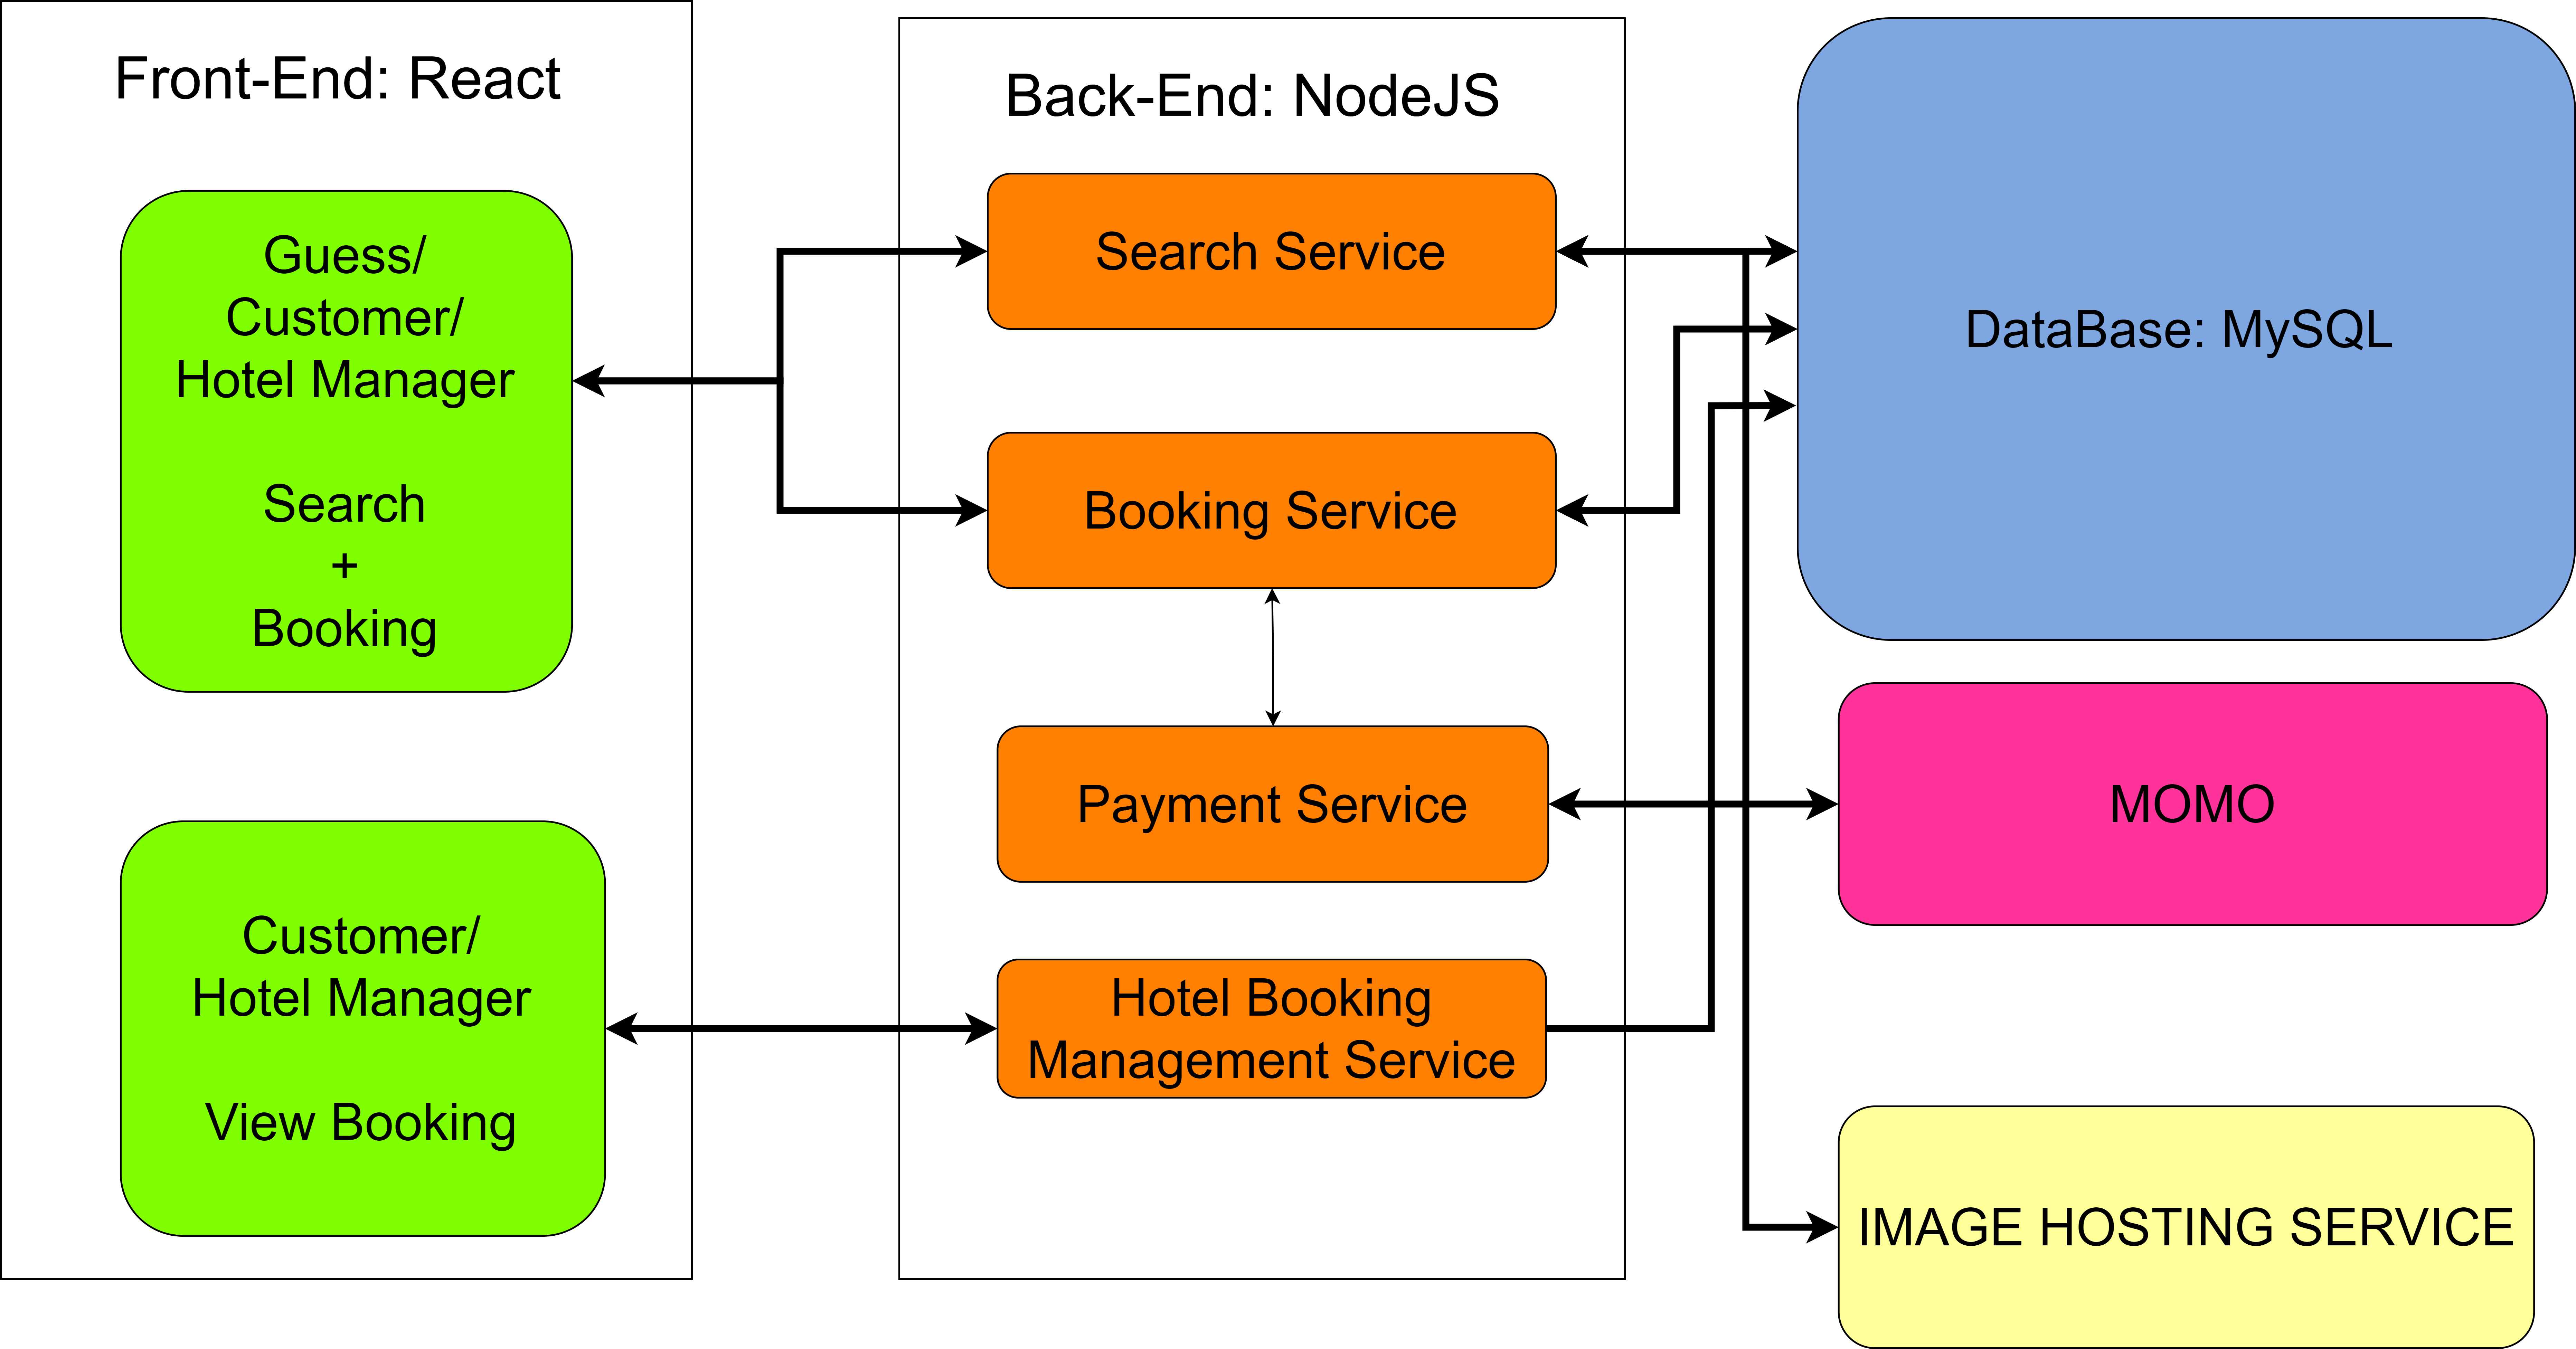 Front-End: React
Guess/
Customer/
Hotel Manager
Search
+
Booking
Customer/
Hotel Manager
View Booking
Back-End: NodeJS
Search Service
Booking Service
Payment Service
Hotel Booking
Management Service
DataBase: MySQL
MOMO
IMAGE HOSTING SERVICE